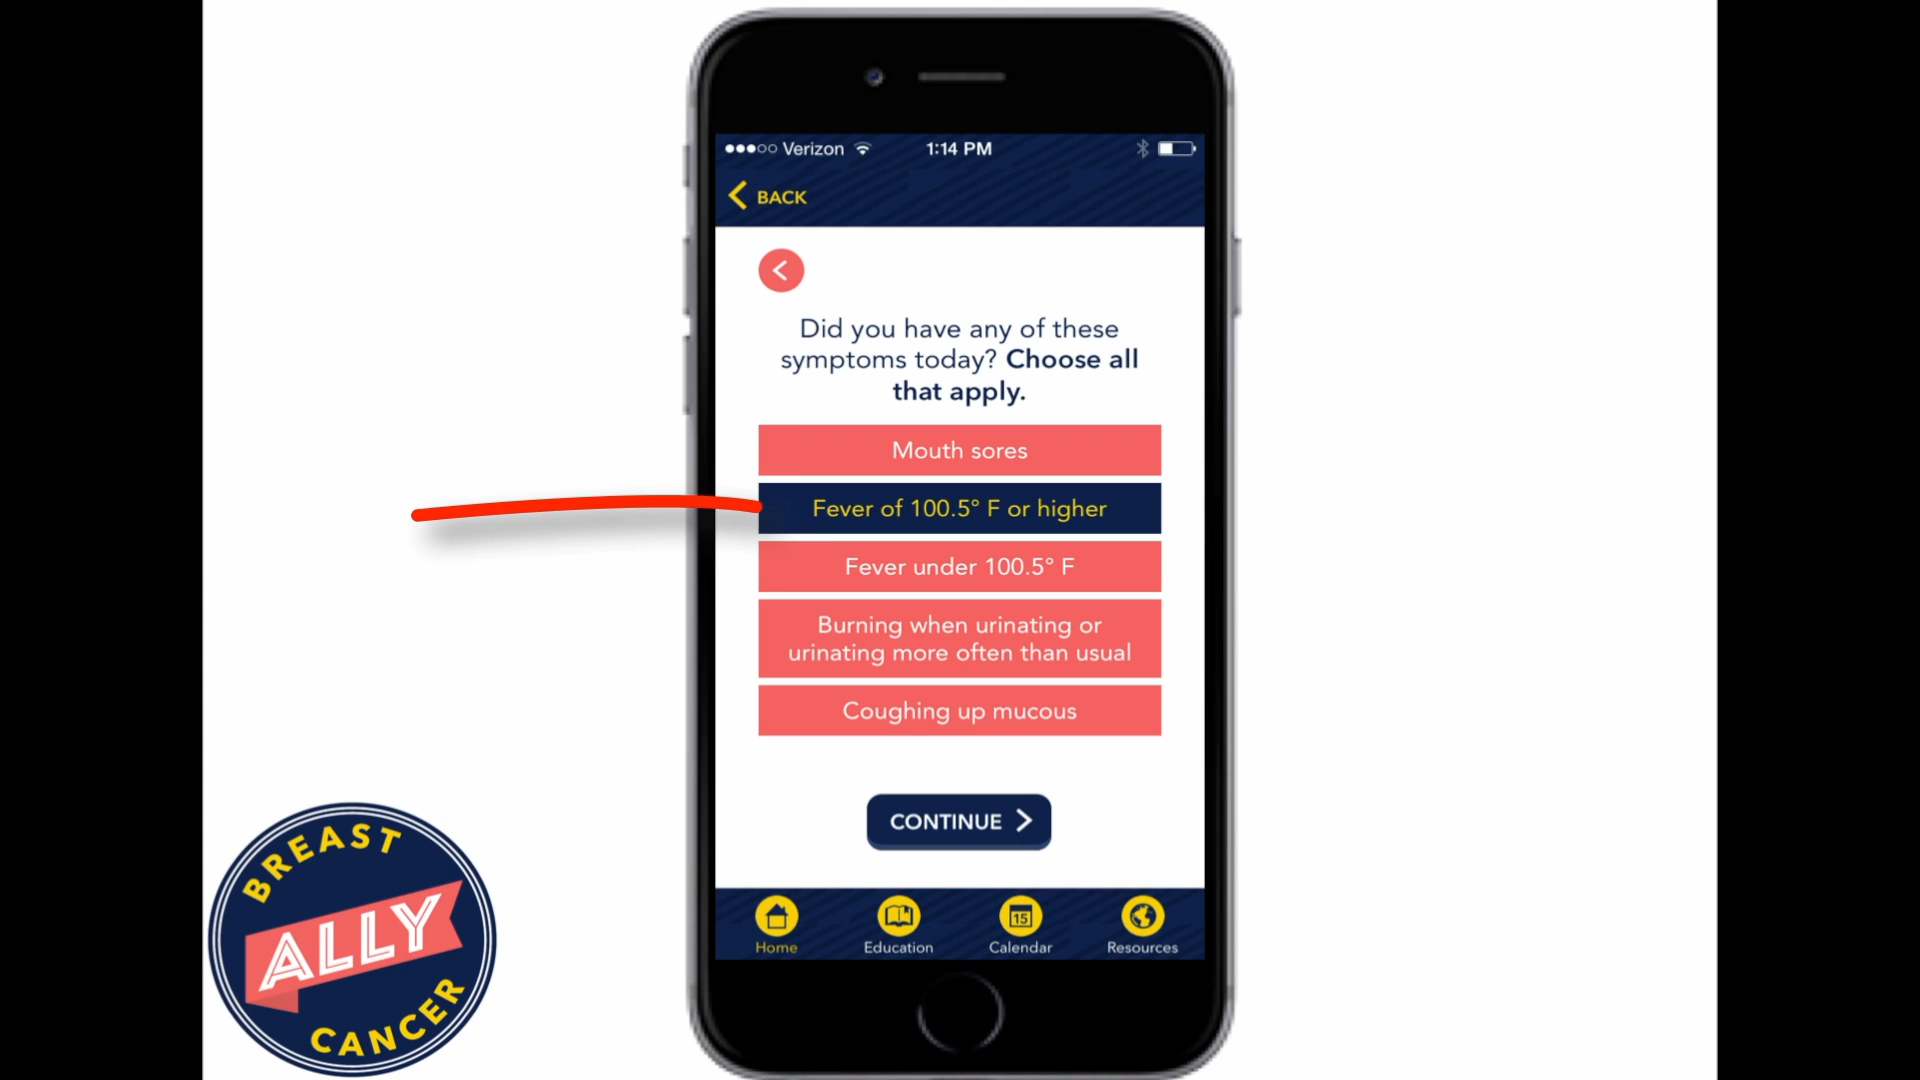 Verizon
1:14 PM
BACK
Did you have any of these
symptoms today? Choose all
that apply.
Mouth sores
Fever of 100.5° F or higher
Fever under 100.5° F
Burning when urinating or
urinating more often than usual
Coughing up mucous
CONTINUE
15
Home
Education
Calendar
Resources
BREAST
ALLY
CANCER